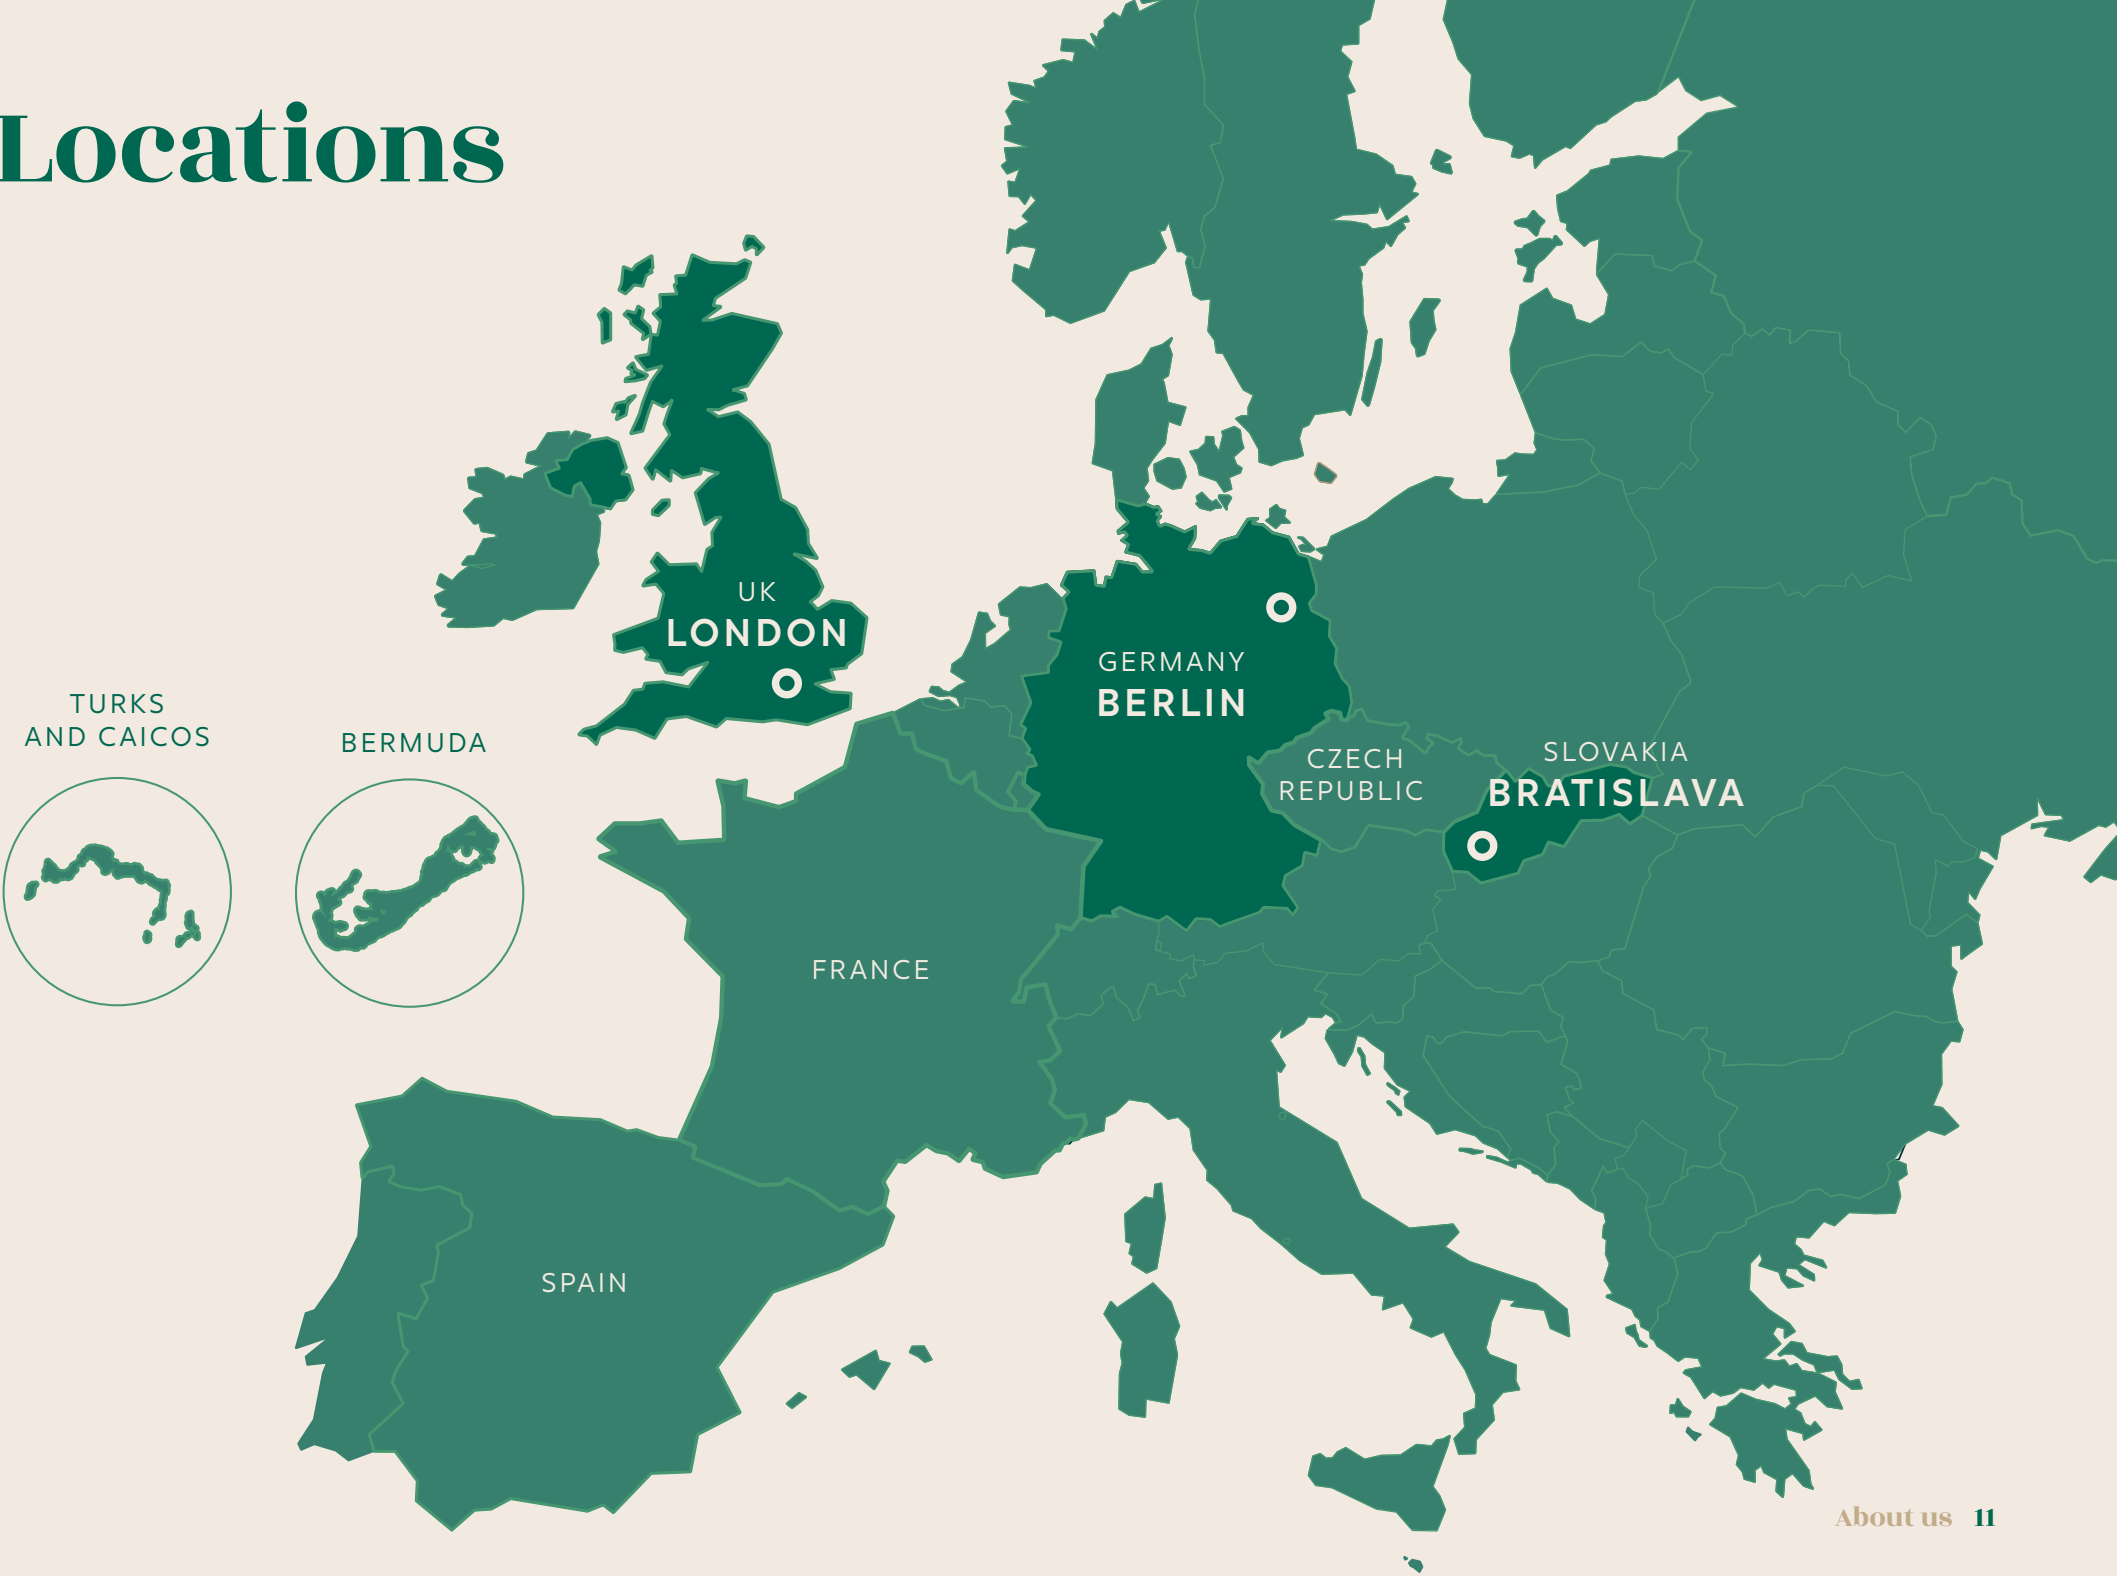 Locations
UK
LONDON
GERMANY
BERLIN
TURKS
AND CAICOS
BERMUDA
CZECH
REPUBLIC
SLOVAKIA
BRATISLAVA
FRANCE
SPAIN
About us 11